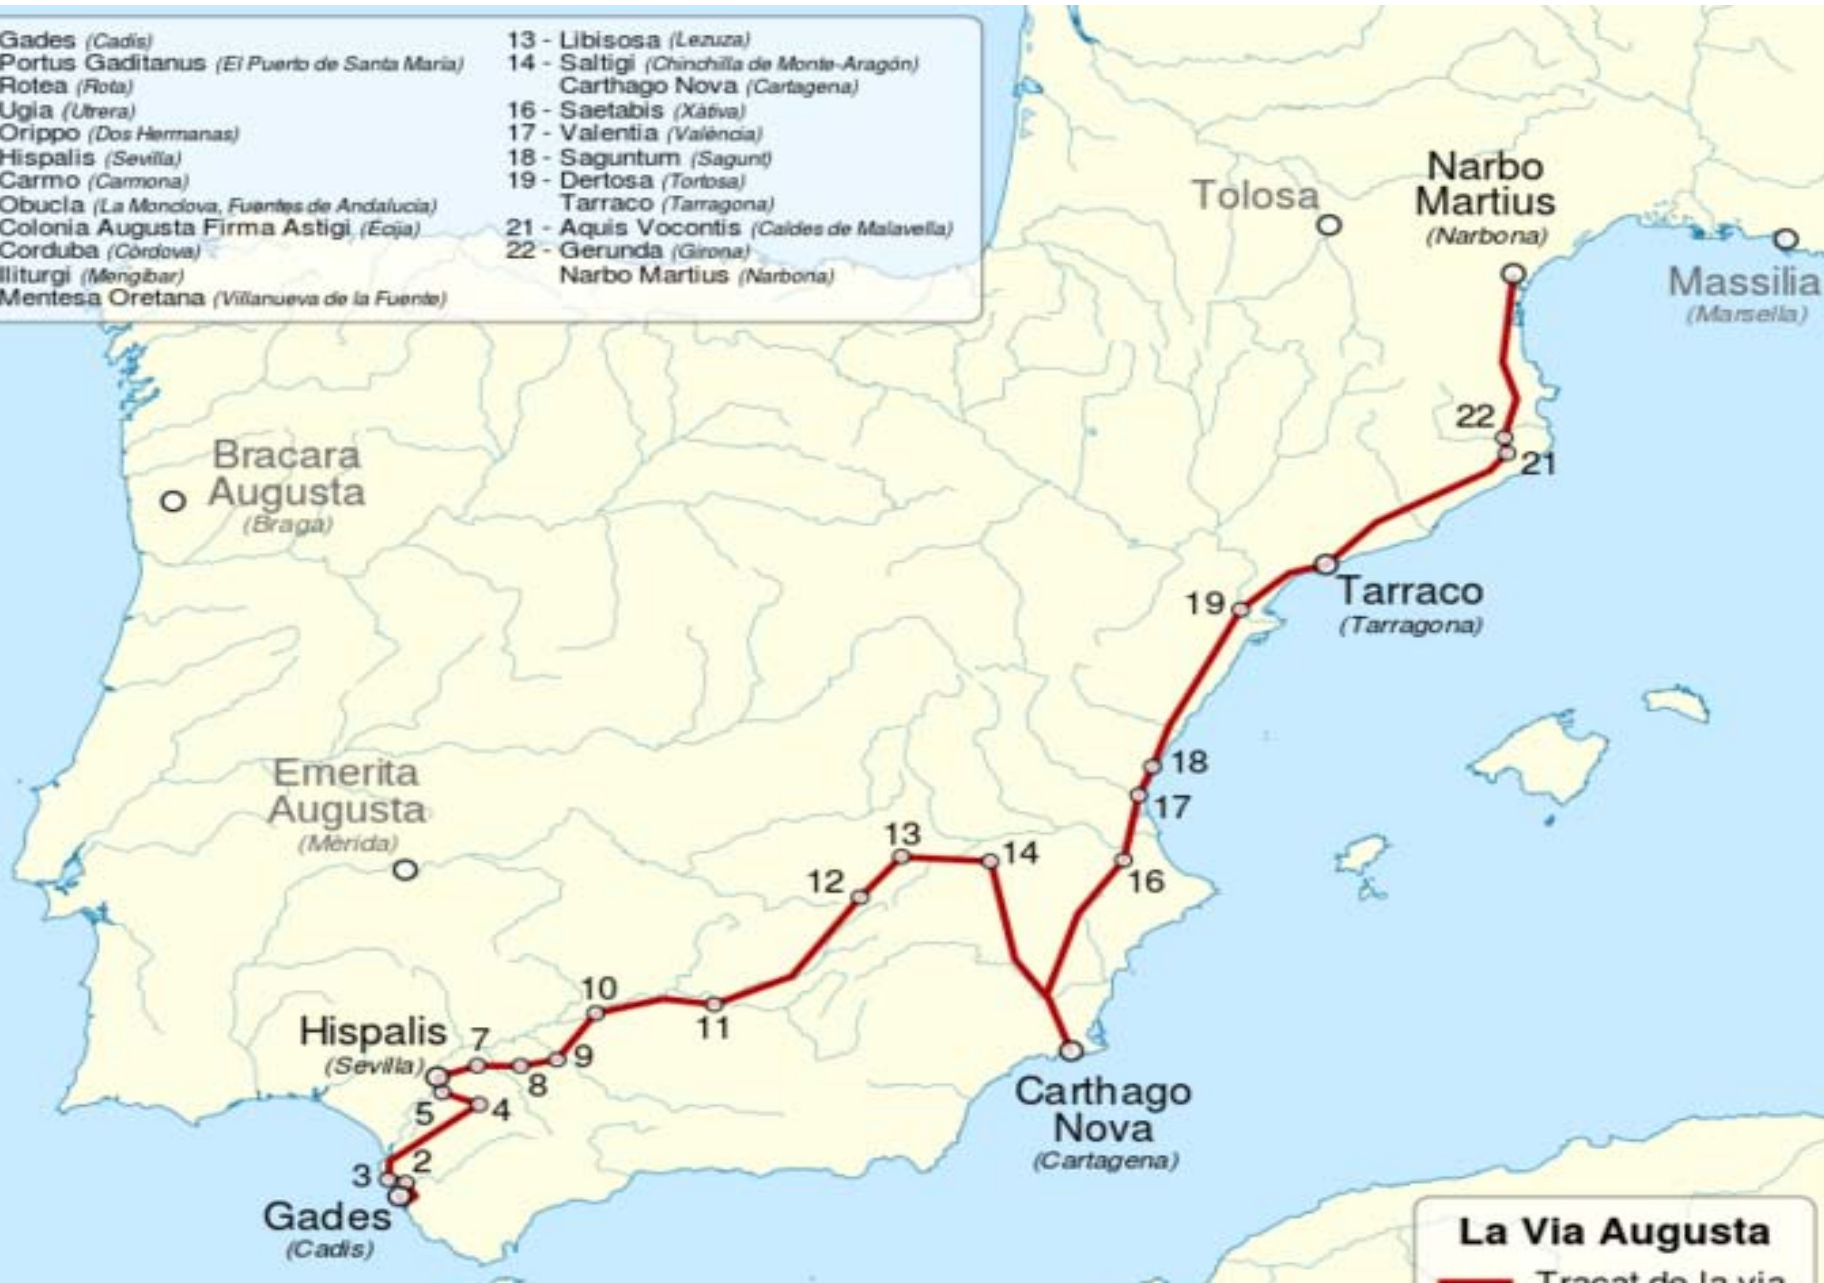 Gades (Cadis)
Portus Gaditanus (El Puerto de Santa Maria)
Rotea (Rota)
Ugia (Utrera)
Orippo (Dos Hermanas)
Hispalis (Sevilla)
Carmo (Carmona)
Obucla (La Monclova, Fuentes de Andalucia)
Colonia Augusta Firma Astigi (Écija)
Corduba (Còrdova)
Iliturgi (Mengibar)
Mentesa Oretana (Villanueva de la Fuente)
13 - Libisosa (Lezuza)
14 - Saltigi (Chinchilla de Monte-Aragón)
Carthago Nova (Cartagena)
16 - Saetabis (Xàtiva)
17 - Valentia (València)
18 - Saguntum (Sagunt)
19 - Dertosa (Tortosa)
Tarraco (Tarragona)
21 - Aquis Vocontis (Caldes de Malavella)
22 - Gerunda (Girona)
Narbo Martius (Narbona)
Narbo
Martius
(Narbona)
Tolosa
Massilia
(Marsella)
22
21
Bracara
Augusta
(Braga)
Tarraco
(Tarragona)
19
18
17
Emerita
Augusta
(Mèrida)
13
14
12
16
10
11
Hispalis
(Sevilla)
7
9
8
5
4
Carthago
Nova
(Cartagena)
3
2
Gades
(Cadis)
La Via Augusta
Traçat de la via